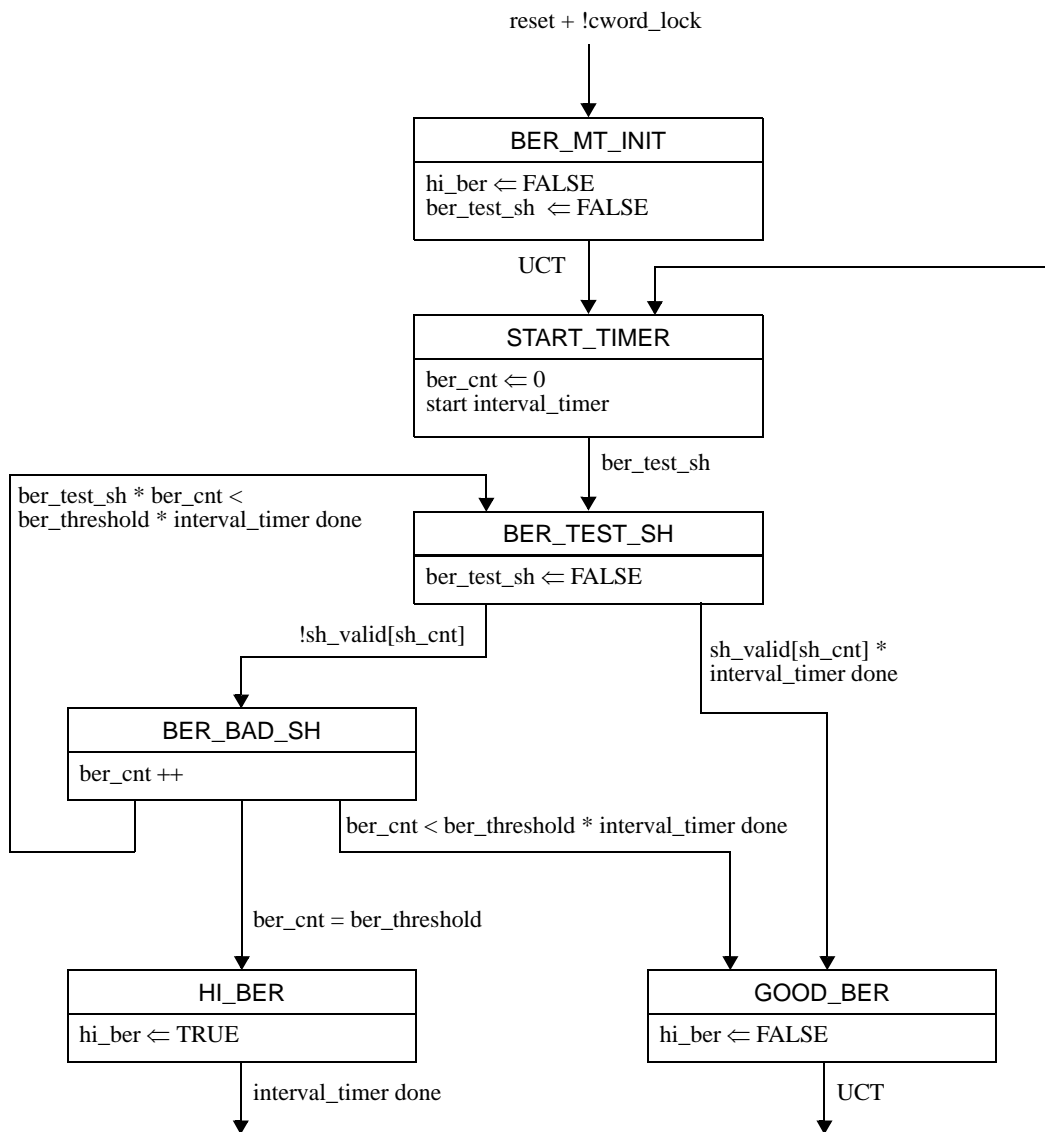 reset + !cword_lock
BER_MT_INIT
hi_ber ⇐ FALSE
ber_test_sh ⇐ FALSE
UCT
START_TIMER
ber_cnt ⇐ 0
start interval_timer
ber_test_sh
ber_test_sh * ber_cnt <
ber_threshold * interval_timer done
BER_TEST_SH
ber_test_sh ⇐ FALSE
!sh_valid[sh_cnt]
sh_valid[sh_cnt] *
interval_timer done
BER_BAD_SH
ber_cnt ++
ber_cnt < ber_threshold * interval_timer done
ber_cnt = ber_threshold
HI_BER
hi_ber ⇐ TRUE
GOOD_BER
hi_ber ⇐ FALSE
interval_timer done
UCT